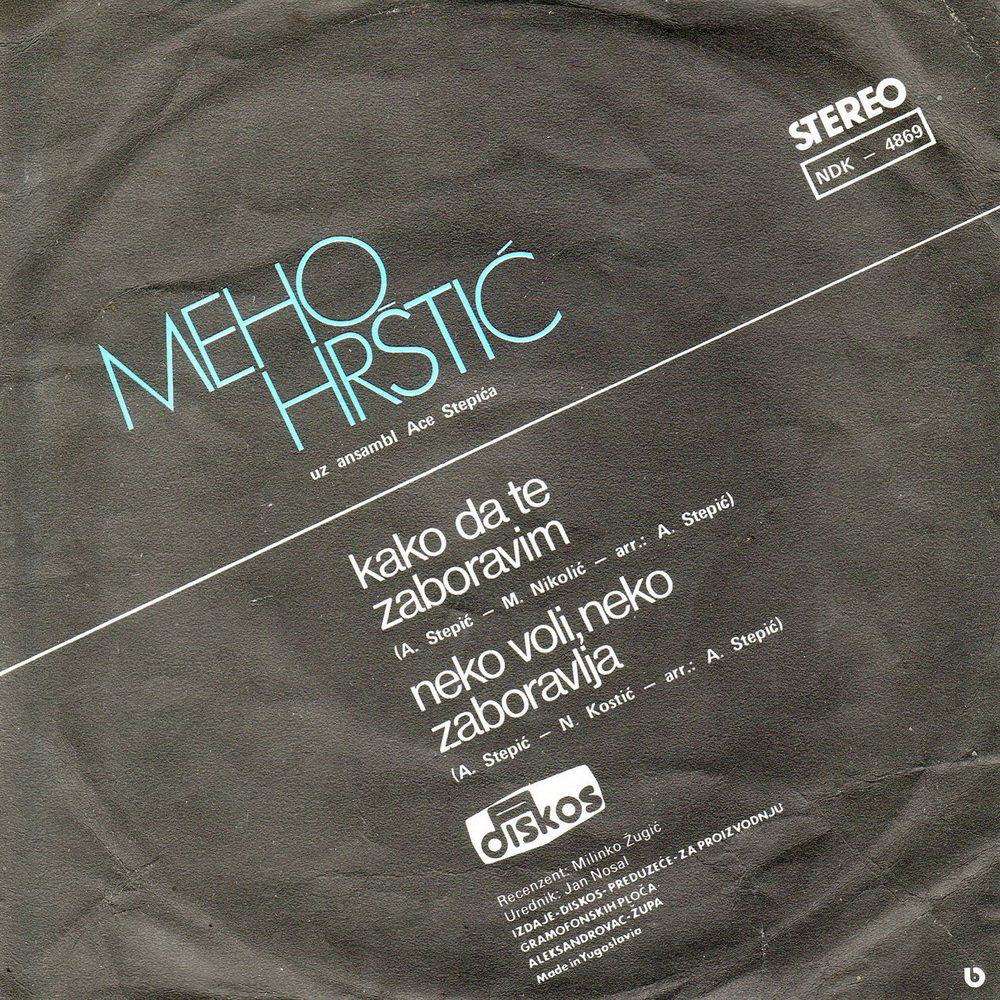 STEREO
NDK - 4869
MEHO
HRSTIĆ
uz ansambl Ace Stepića
kako da te
zaboravim
(A. Stepić - M. Nikolić - arr.: A. Stepić)
neko voli, neko
zaboravlja
(A. Stepić - N. Kostić - arr.: A. Stepić)
diskos
Recenzent: Milinko Žugić
Urednik: Jan Nosal
IZDAJE-DISKOS-PREDUZEĆE-ZA PROIZVODNJU
GRAMOFONSKIH PLOČA
ALEKSANDROVAC-ŽUPA
Made in Yugoslavia
b